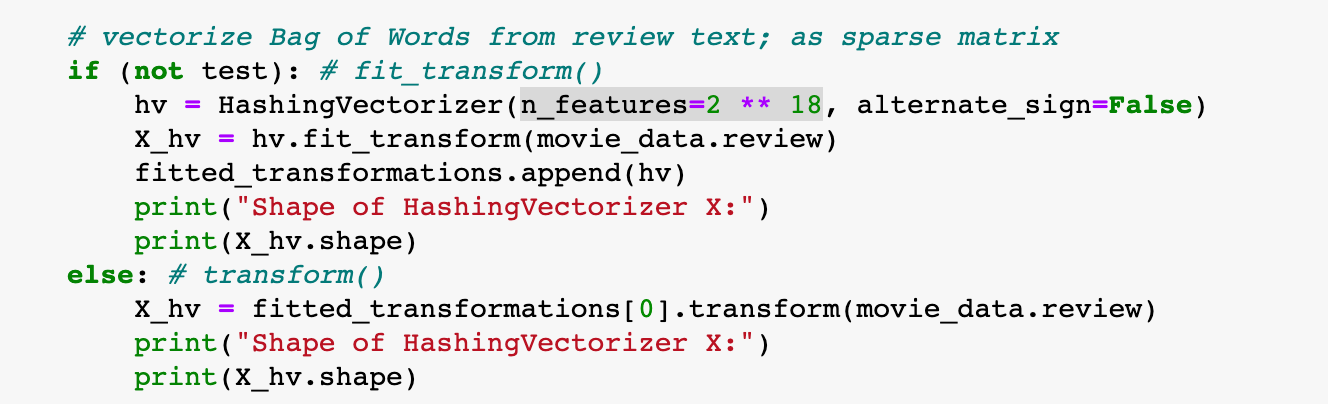 # vectorize Bag of Words from review text; as sparse matrix
if (not test): # fit_transform()
    hv = HashingVectorizer(n_features=2 ** 18, alternate_sign=False)
    X_hv = hv.fit_transform(movie_data.review)
    fitted_transformations.append(hv)
    print("Shape of HashingVectorizer X:")
    print(X_hv.shape)
else: # transform()
    X_hv = fitted_transformations[0].transform(movie_data.review)
    print("Shape of HashingVectorizer X:")
    print(X_hv.shape)